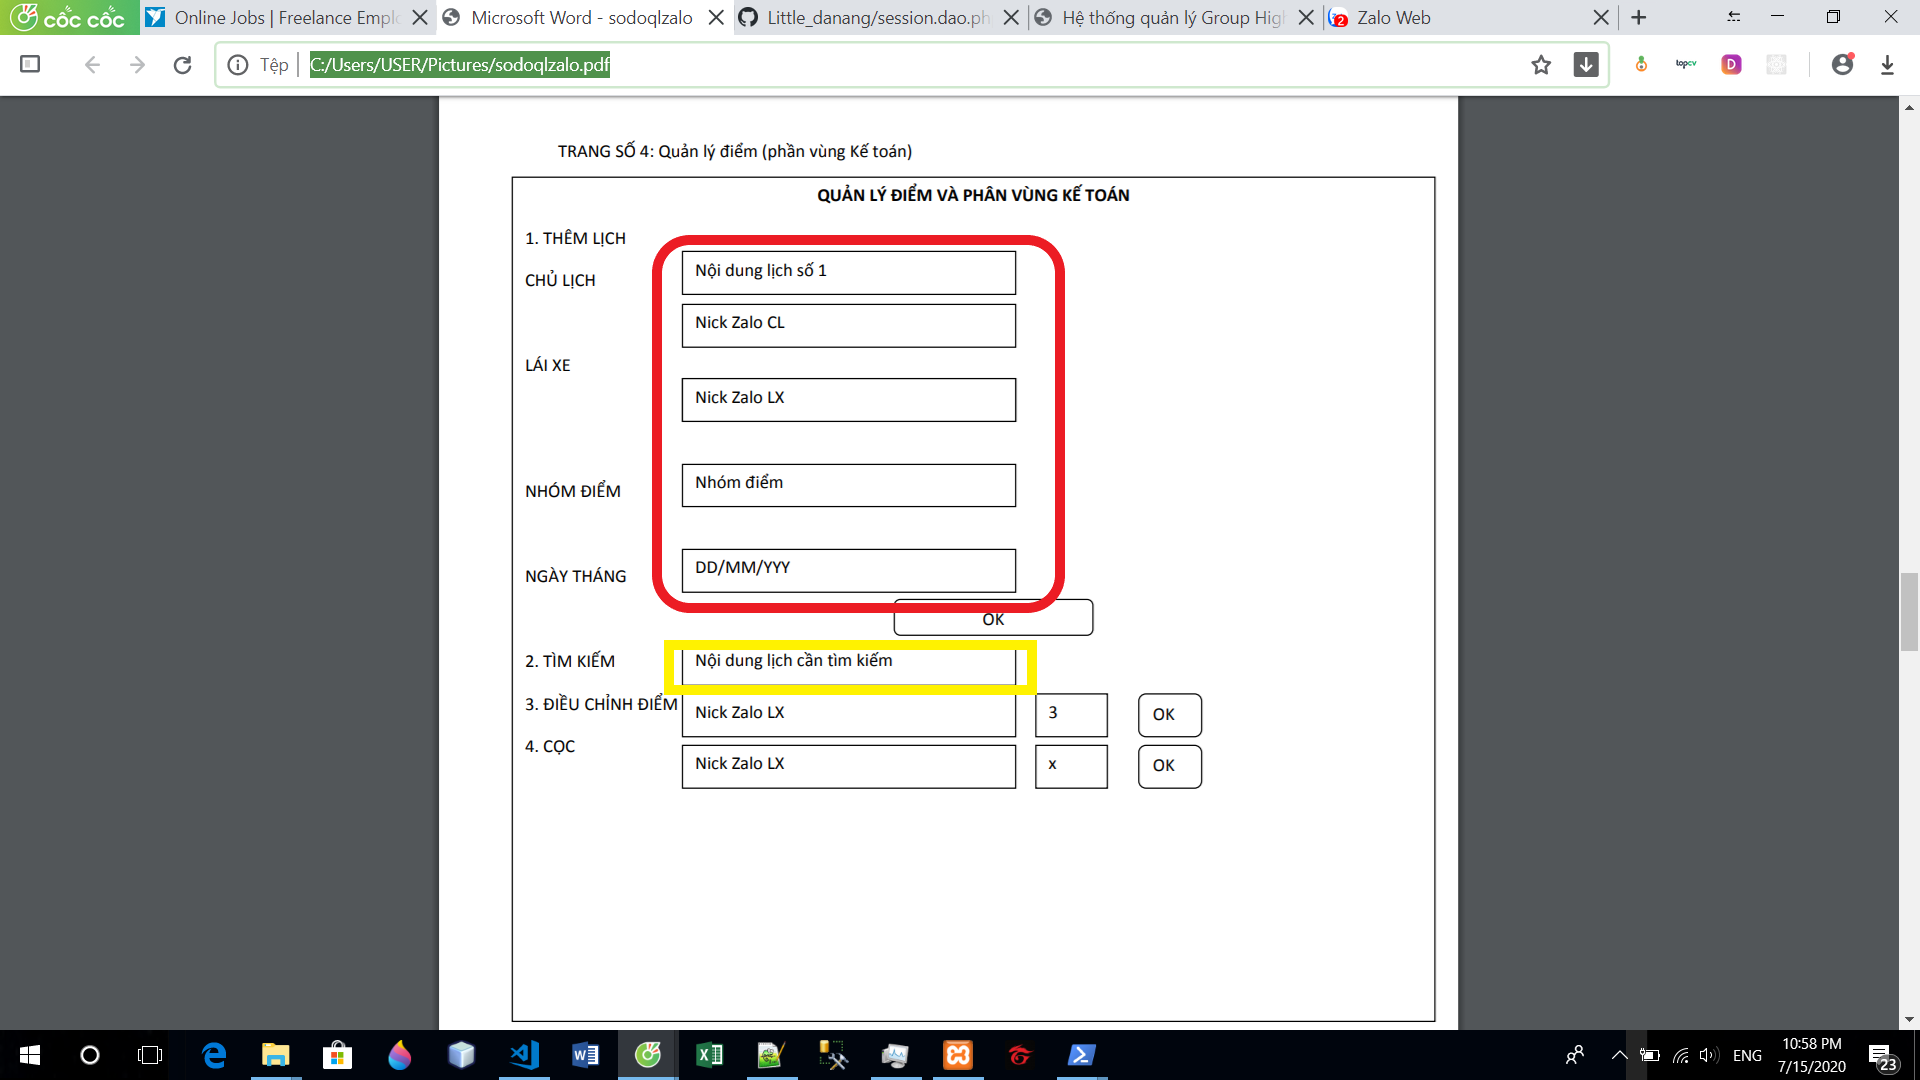 cốc cốc
Online Jobs | Freelance Emplo
Microsoft Word - sodoqlzalo
Little_danang/session.dao.ph
Hệ thống quản lý Group High
2
Zalo Web
Tệp
C:/Users/USER/Pictures/sodoqlzalo.pdf
topcv
D
TRANG SỐ 4: Quản lý điểm (phần vùng Kế toán)
QUẢN LÝ ĐIỂM VÀ PHÂN VÙNG KẾ TOÁN
1. THÊM LỊCH
CHỦ LỊCH
Nội dung lịch số 1
Nick Zalo CL
LÁI XE
Nick Zalo LX
NHÓM ĐIỂM
Nhóm điểm
NGÀY THÁNG
DD/MM/YYY
OK
2. TÌM KIẾM
Nội dung lịch cần tìm kiếm
3. ĐIỀU CHỈNH ĐIỂM
Nick Zalo LX
3
OK
4. CỌC
Nick Zalo LX
x
OK
ENG
10:58 PM
7/15/2020
23